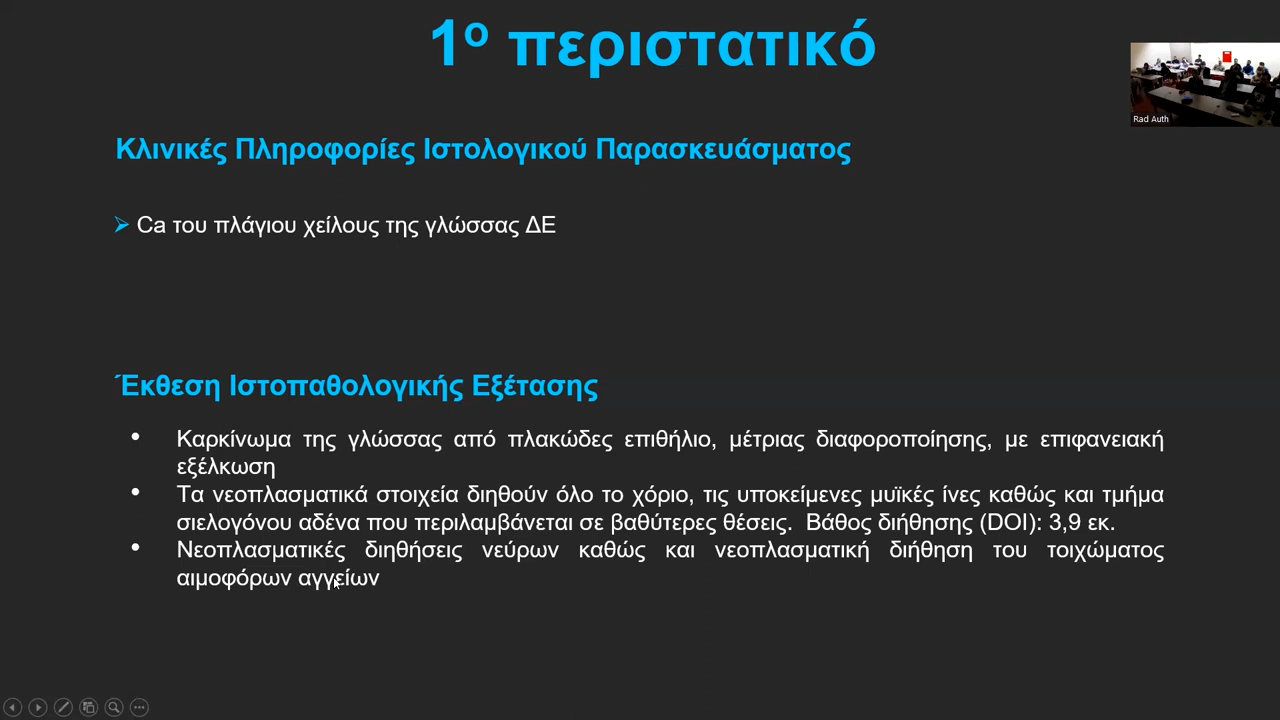 1ο περιστατικό
Rad Auth
Κλινικές Πληροφορίες Ιστολογικού Παρασκευάσματος
➢ Ca του πλάγιου χείλους της γλώσσας ΔΕ
Έκθεση Ιστοπαθολογικής Εξέτασης
• Καρκίνωμα της γλώσσας από πλακώδες επιθήλιο, μέτριας διαφοροποίησης, με επιφανειακή
εξέλκωση
• Τα νεοπλασματικά στοιχεία διηθούν όλο το χόριο, τις υποκείμενες μυϊκές ίνες καθώς και τμήμα
σιελογόνου αδένα που περιλαμβάνεται σε βαθύτερες θέσεις. Βάθος διήθησης (DOI): 3,9 εκ.
• Νεοπλασματικές διηθήσεις νεύρων καθώς και νεοπλασματική διήθηση του τοιχώματος
αιμοφόρων αγγείων